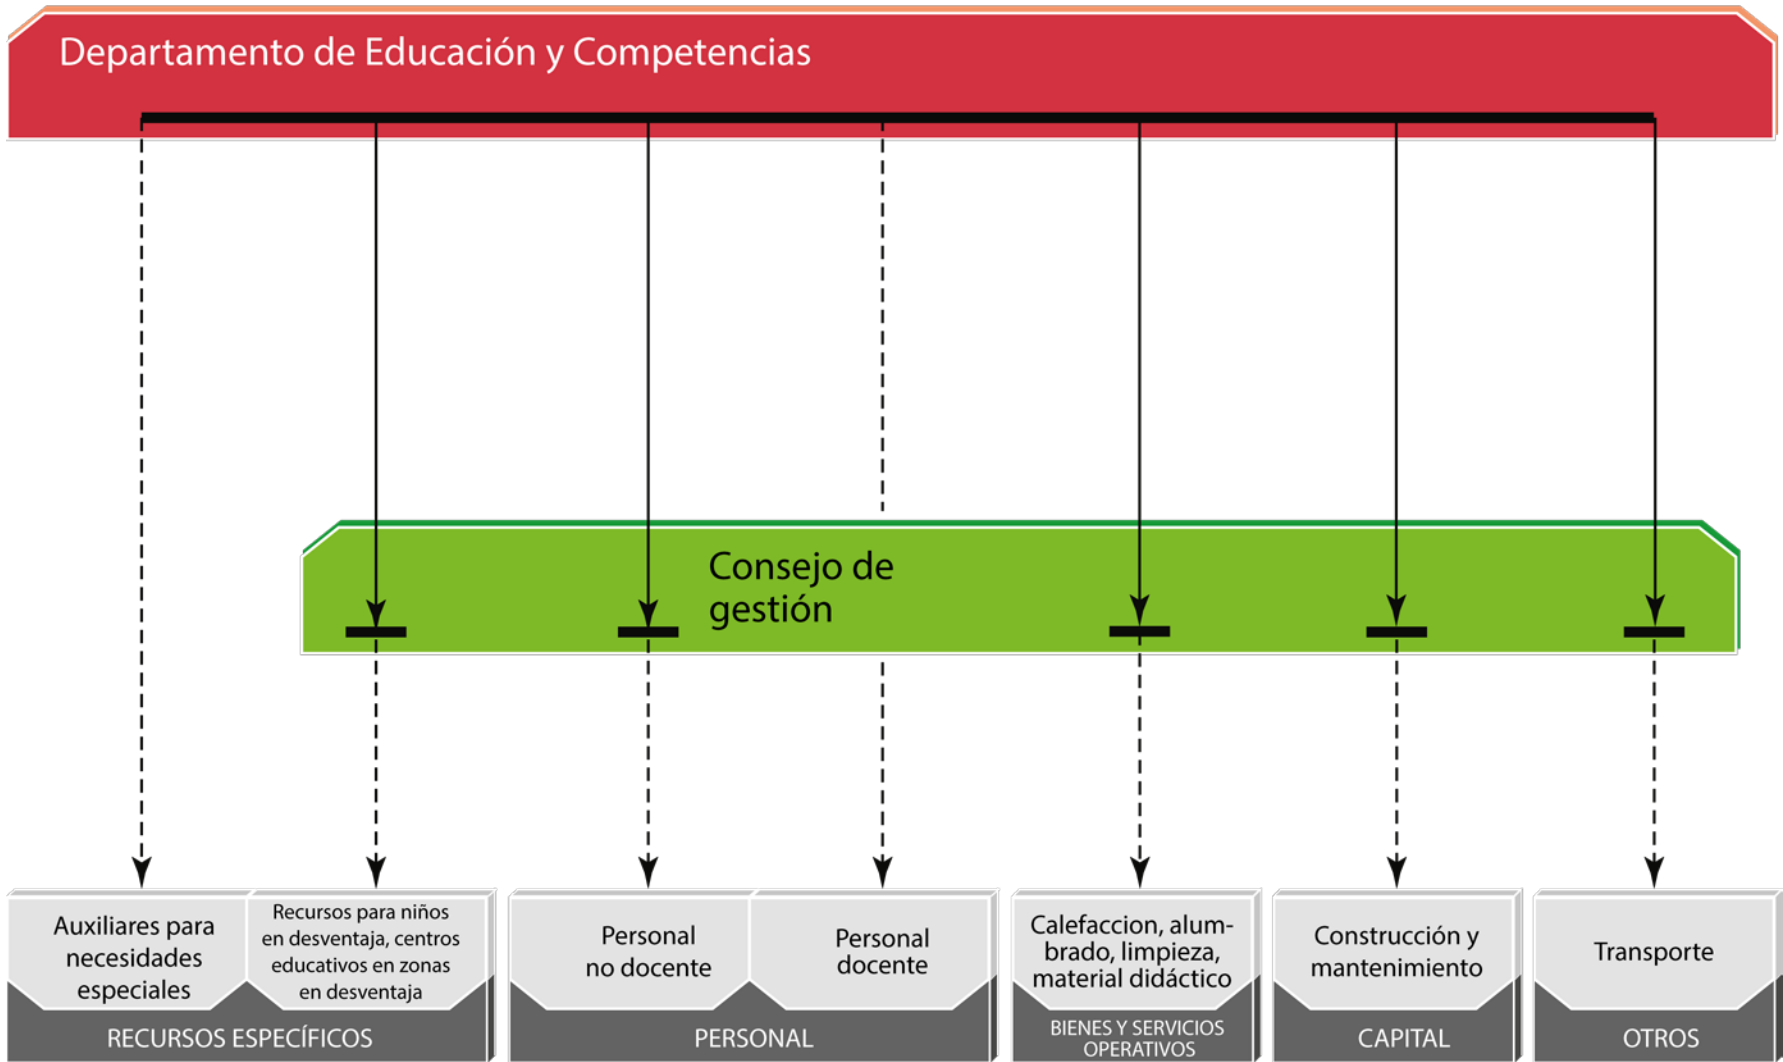 Departamento de Educación y Competencias
Consejo de
gestión
Auxiliares para
necesidades
especiales
Recursos para niños
en desventaja, centros
educativos en zonas
en desventaja
RECURSOS ESPECÍFICOS
Personal
no docente
Personal
docente
PERSONAL
Calefaccion, alum-
brado, limpieza,
material didáctico
BIENES Y SERVICIOS
OPERATIVOS
Construcción y
mantenimiento
CAPITAL
Transporte
OTROS